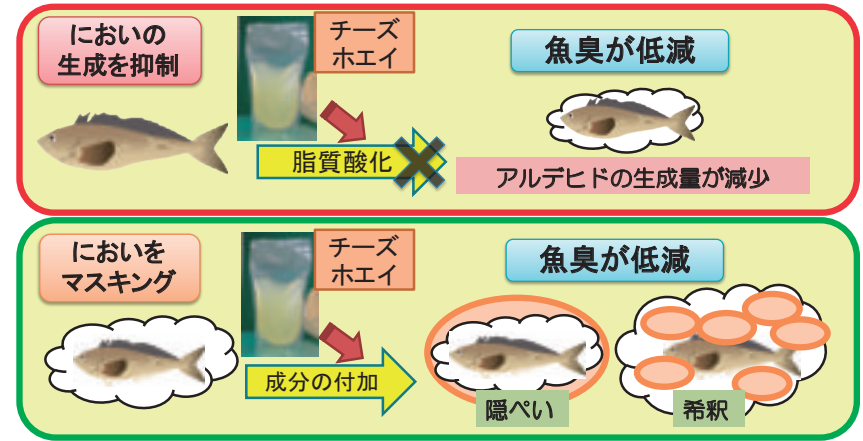 においの
生成を抑制
チーズ
ホエイ
魚臭が低減
脂質酸化
アルデヒドの生成量が減少
においを
マスキング
チーズ
ホエイ
魚臭が低減
成分の付加
隠ぺい
希釈